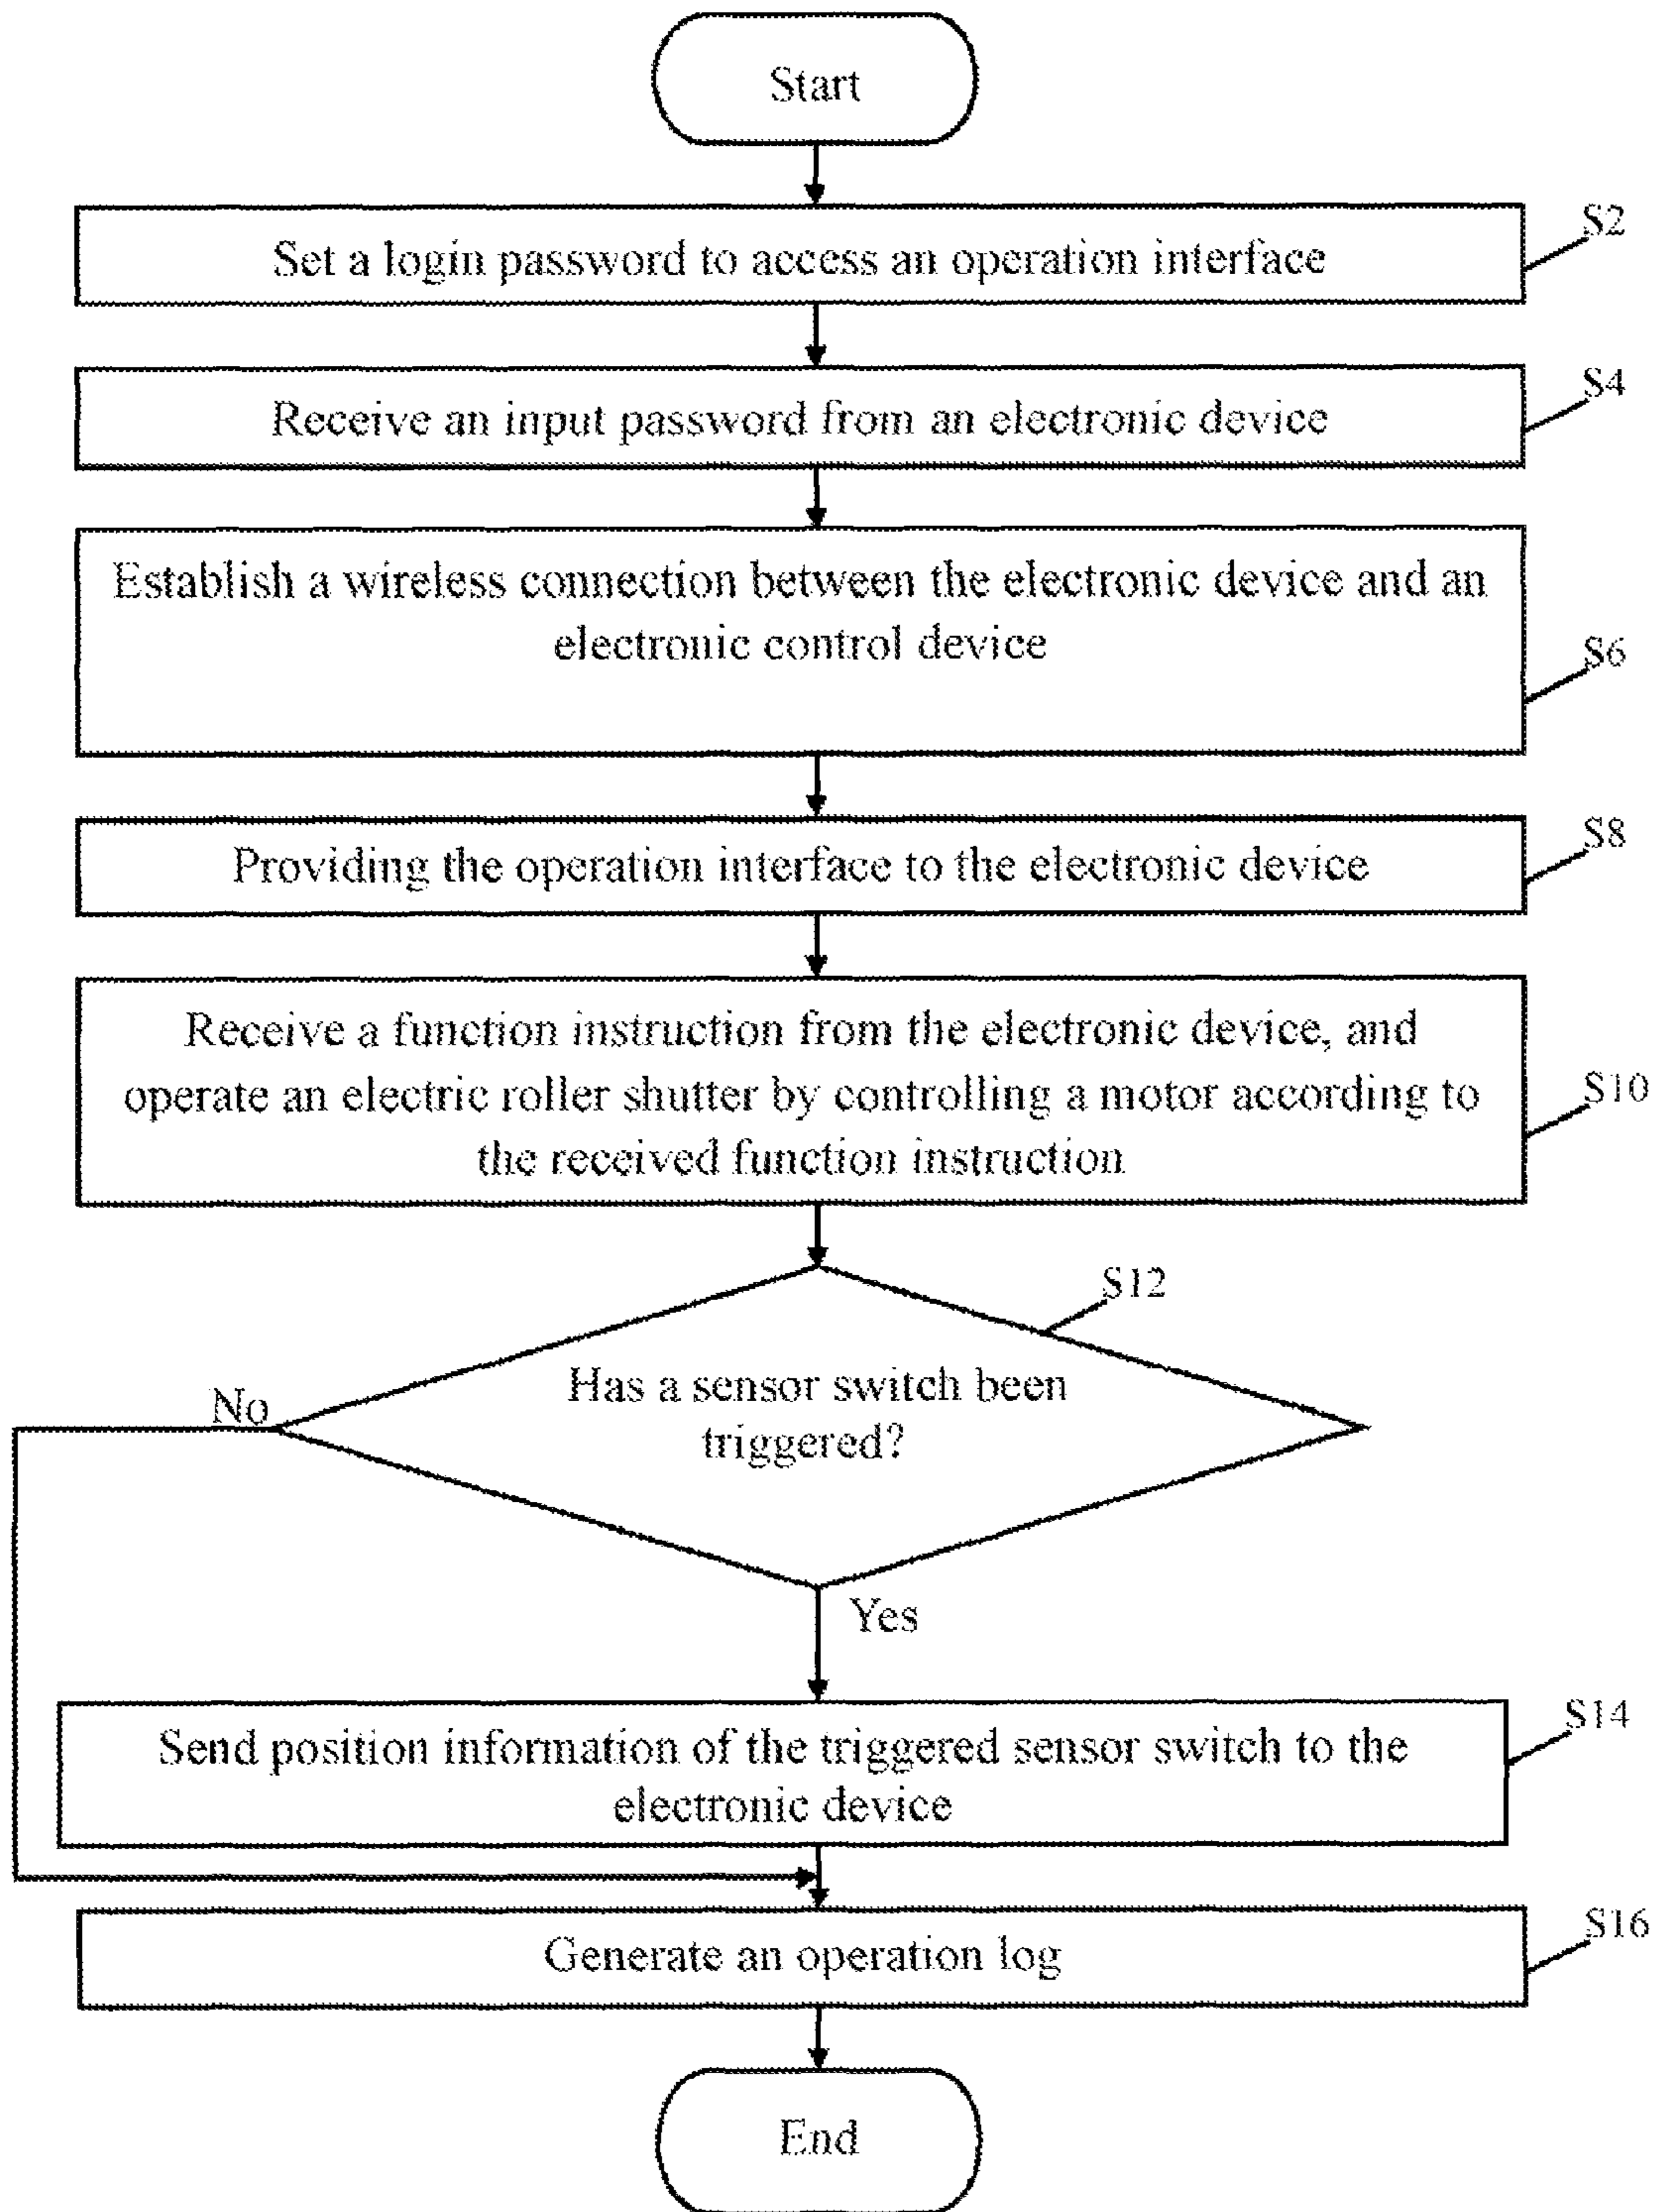 Start
S2
Set a login password to access an operation interface
S4
Receive an input password from an electronic device
Establish a wireless connection between the electronic device and an
electronic control device
S6
S8
Providing the operation interface to the electronic device
Receive a function instruction from the electronic device, and
operate an electric roller shutter by controlling a motor according to
S10
the received function instruction
S12
Has a sensor switch been
No
triggered?
Yes
S14
Send position information of the triggered sensor switch to the
electronic device
S16
Generate an operation log
End